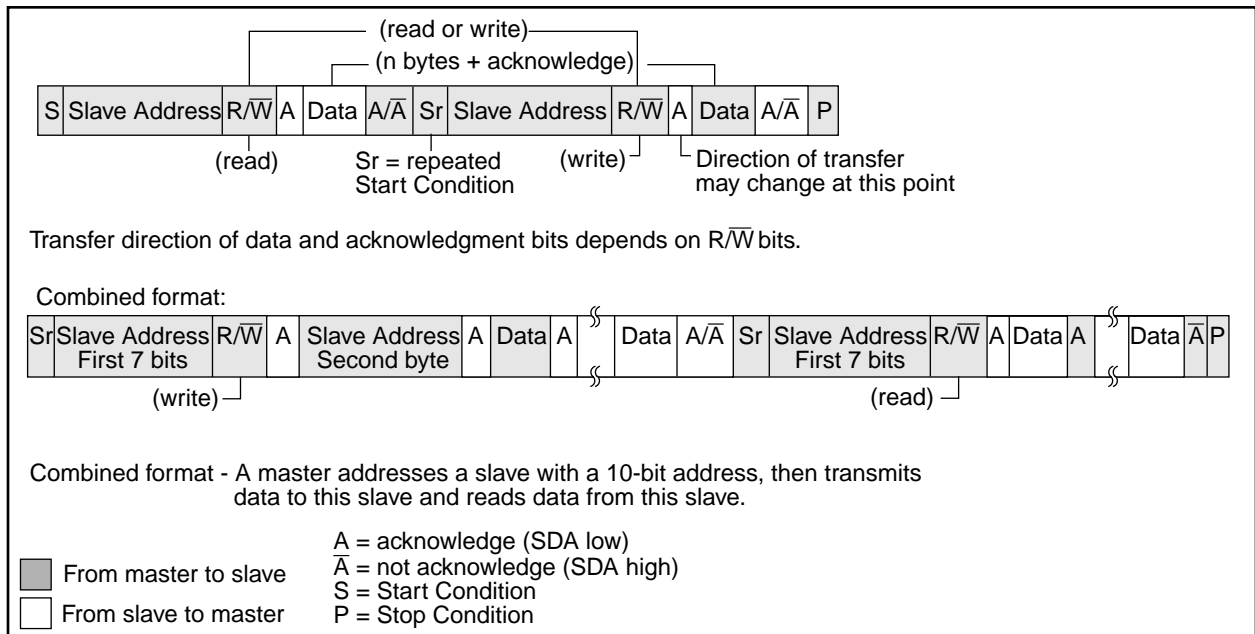 (read or write)
(n bytes + acknowledge)
S Slave Address R/W̅ A Data A/A̅ Sr Slave Address R/W̅ A Data A/A̅ P
(read) Sr = repeated (write) Direction of transfer
Start Condition may change at this point
Transfer direction of data and acknowledgment bits depends on R/W̅ bits.
Combined format:
Sr Slave Address R/W̅ A Slave Address A Data A Data A/A̅ Sr Slave Address R/W̅ A Data A Data A̅ P
First 7 bits Second byte First 7 bits
(write) (read)
Combined format - A master addresses a slave with a 10-bit address, then transmits
data to this slave and reads data from this slave.
A = acknowledge (SDA low)
A̅ = not acknowledge (SDA high)
From master to slave
S = Start Condition
From slave to master
P = Stop Condition